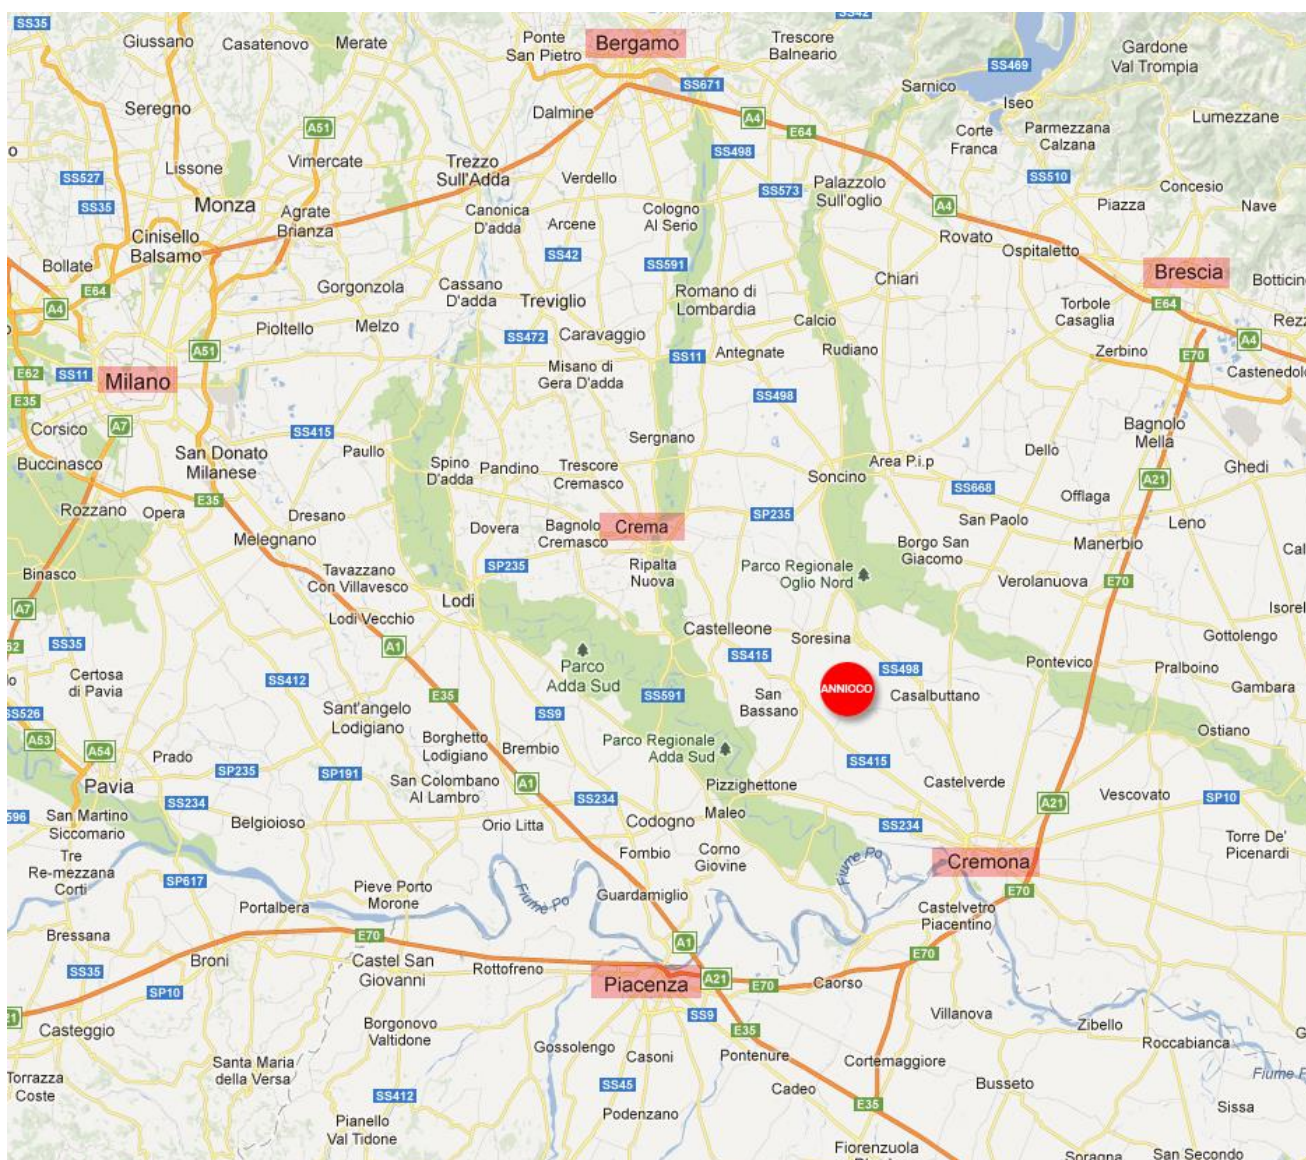 SS35
Giussano
Casatenovo
Merate
Ponte
San Pietro
Bergamo
Trescore
Balneario
SS42
Gardone
Val Trompia
SS469
SS671
Sarnico
Iseo
Seregno
Dalmine
A4
E64
Lumezzane
A51
Corte
Franca
Parmezzana
Calzana
Lissone
Vimercate
Trezzo
Sull'Adda
SS498
SS527
Verdello
SS573
Palazzolo
Sull'oglio
SS510
Concesio
SS35
Monza
Agrate
Brianza
Canonica
D'adda
Arcene
Cologno
Al Serio
A4
Piazza
Nave
Cinisello
Balsamo
Rovato
Ospitaletto
Bollate
SS42
SS591
Brescia
E64
Gorgonzola
Cassano
D'adda
Treviglio
Romano di
Lombardia
Chiari
Botticin
A4
Torbole
Casaglia
E64
Rezz
Pioltello
Melzo
SS472
Caravaggio
Calcio
A51
SS11
Antegnate
Rudiano
Zerbino
E70
A4
E62
SS11
Milano
Misano di
Gera D'adda
Castenedolo
E35
SS498
Corsico
A7
SS415
Sergnano
Bagnolo
Mella
San Donato
Milanese
Paullo
Dello
Buccinasco
Spino
D'adda
Pandino
Trescore
Cremasco
Soncino
Area P.i.p
Ghedi
A21
Rozzano
Opera
E35
SS668
Offlaga
Dresano
Dovera
Bagnolo
Cremasco
Crema
SP235
San Paolo
Leno
Melegnano
Borgo San
Giacomo
Manerbio
Cal
Binasco
Tavazzano
Con Villavesco
SP235
Ripalta
Nuova
Parco Regionale
Oglio Nord
Verolanuova
E70
A7
Lodi
Isorel
Lodi Vecchio
62
SS35
A1
Castelleone
Soresina
Gottolengo
Parco
Adda Sud
SS415
SS498
Pontevico
Pralboino
Certosa
di Pavia
SS412
E35
SS591
San
Bassano
ANNICCO
Casalbuttano
Gambara
SS526
Sant'angelo
Lodigiano
SS9
A53
A54
Borghetto
Lodigiano
Brembio
Parco Regionale
Adda Sud
Ostiano
Prado
SP235
SP191
SS415
Pavia
San Colombano
Al Lambro
A1
Pizzighettone
Castelverde
SS234
SS234
A21
Vescovato
SP10
596
San Martino
Siccomario
Belgioioso
Orio Litta
Codogno
Maleo
SS234
Torre De'
Picenardi
Tre
Re-mezzana
Corti
Fombio
Corno
Giovine
Fiume Po
Cremona
SP617
Pieve Porto
Morone
Fiume Po
Guardamiglio
E70
Portalbera
Castelvetro
Piacentino
Bressana
E70
A1
E70
SS35
Broni
Castel San
Giovanni
Rottofreno
Piacenza
A21
E70
Caorso
SP10
21
Casteggio
Borgonovo
Valtidone
SS9
Villanova
Zibello
E35
Gossolengo
Casoni
Pontenure
Cortemaggiore
Roccabianca
G
Santa Maria
della Versa
Torrazza
Coste
SS45
Cadeo
Busseto
Fiume P
SS412
E35
Sissa
Pianello
Val Tidone
Podenzano
Fiorenzuola
Soragna
San Secondo